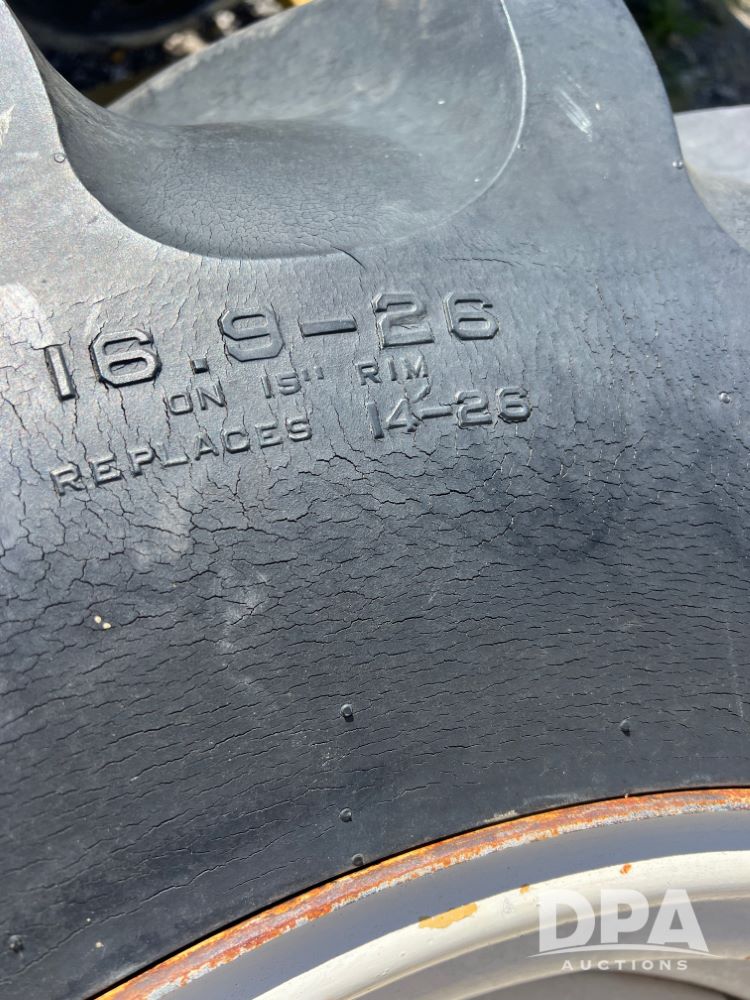 16.9-26
ON 15" RIM
REPLACES 14-26
DPA
AUCTIONS